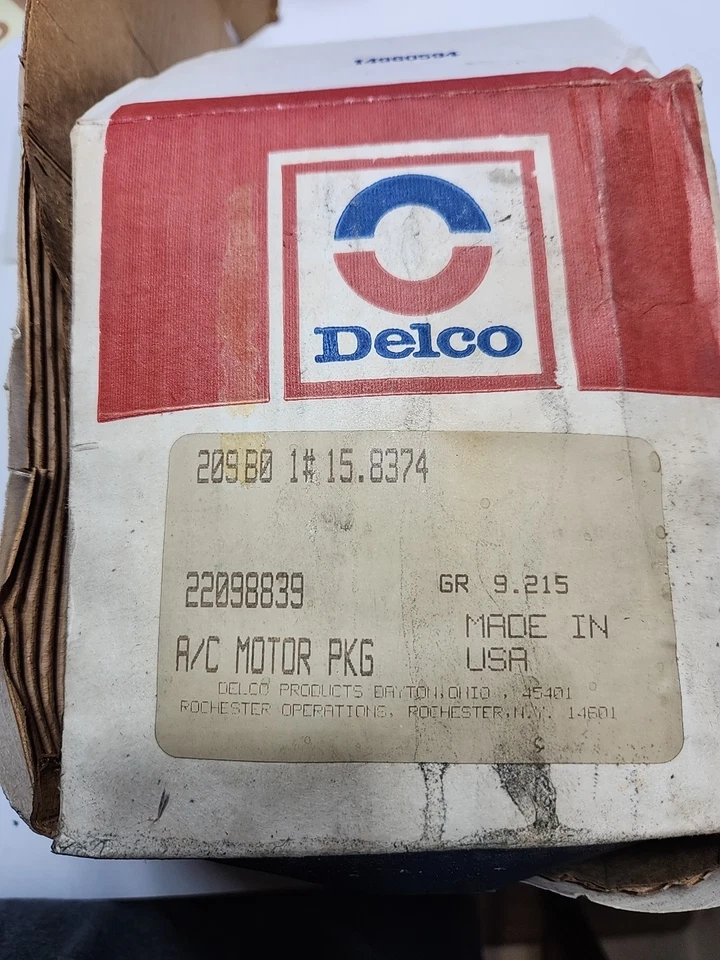 14980594
Delco
209B0 1# 15.8374
22098839
GR 9.215
A/C MOTOR PKG
MADE IN
USA
DELCO PRODUCTS DAYTON,OHIO 45401
ROCHESTER OPERATIONS, ROCHESTER,N.Y. 14601